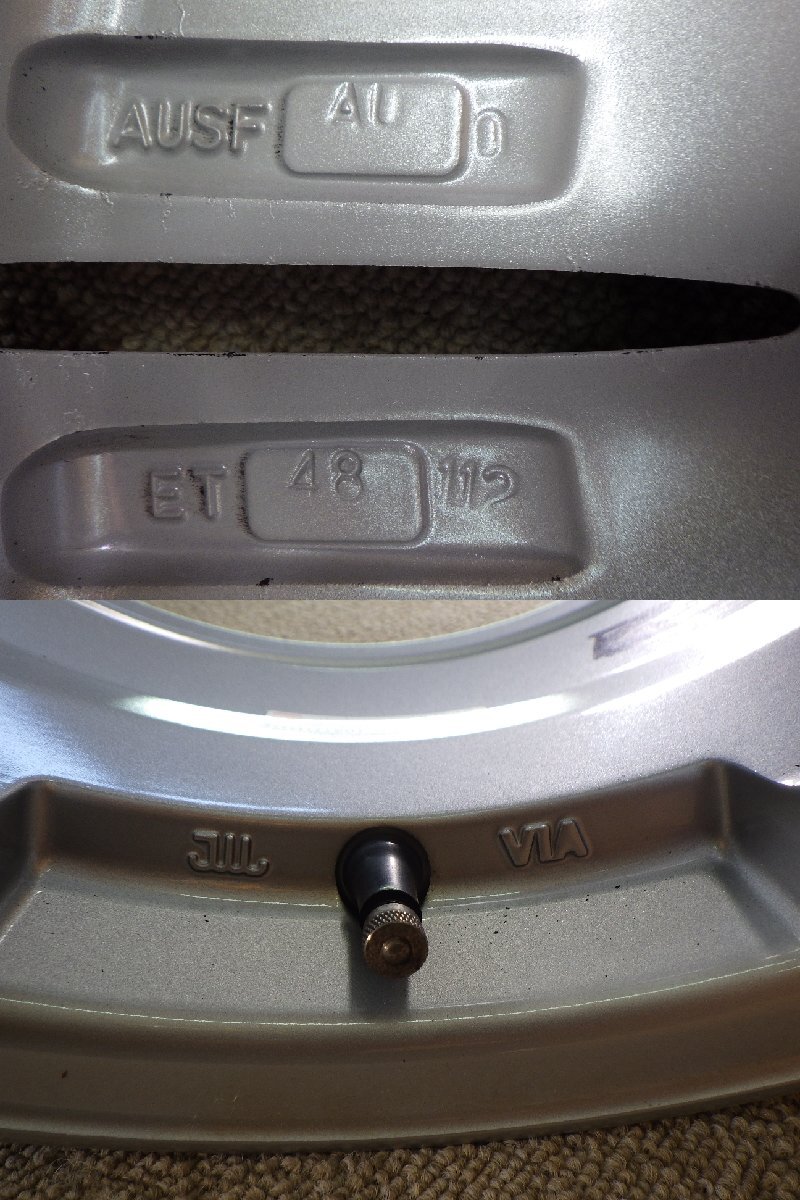 AUSF AU 0
ET 48 112
JWL VIA